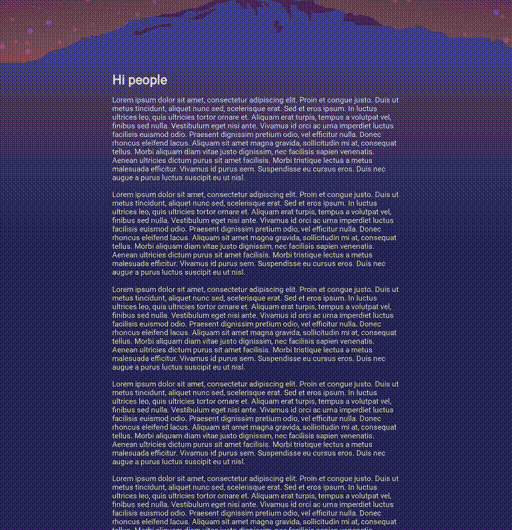 Hi people
Lorem ipsum dolor sit amet, consectetur adipiscing elit. Proin et congue justo. Duis ut
metus tincidunt, aliquet nunc sed, scelerisque erat. Sed et eros ipsum. In luctus
ultrices leo, quis ultricies tortor ornare et. Aliquam erat turpis, tempus a volutpat vel,
finibus sed nulla. Vestibulum eget nisi ante. Vivamus id orci ac urna imperdiet luctus
facilisis euismod odio. Praesent dignissim pretium odio, vel efficitur nulla. Donec
rhoncus eleifend lacus. Aliquam sit amet magna gravida, sollicitudin mi at, consequat
tellus. Morbi aliquam diam vitae justo dignissim, nec facilisis sapien venenatis.
Aenean ultricies dictum purus sit amet facilisis. Morbi tristique lectus a metus
malesuada efficitur. Vivamus id purus sem. Suspendisse eu cursus eros. Duis nec
augue a purus luctus suscipit eu ut nisl.
Lorem ipsum dolor sit amet, consectetur adipiscing elit. Proin et congue justo. Duis ut
metus tincidunt, aliquet nunc sed, scelerisque erat. Sed et eros ipsum. In luctus
ultrices leo, quis ultricies tortor ornare et. Aliquam erat turpis, tempus a volutpat vel,
finibus sed nulla. Vestibulum eget nisi ante. Vivamus id orci ac urna imperdiet luctus
facilisis euismod odio. Praesent dignissim pretium odio, vel efficitur nulla. Donec
rhoncus eleifend lacus. Aliquam sit amet magna gravida, sollicitudin mi at, consequat
tellus. Morbi aliquam diam vitae justo dignissim, nec facilisis sapien venenatis.
Aenean ultricies dictum purus sit amet facilisis. Morbi tristique lectus a metus
malesuada efficitur. Vivamus id purus sem. Suspendisse eu cursus eros. Duis nec
augue a purus luctus suscipit eu ut nisl.
Lorem ipsum dolor sit amet, consectetur adipiscing elit. Proin et congue justo. Duis ut
metus tincidunt, aliquet nunc sed, scelerisque erat. Sed et eros ipsum. In luctus
ultrices leo, quis ultricies tortor ornare et. Aliquam erat turpis, tempus a volutpat vel,
finibus sed nulla. Vestibulum eget nisi ante. Vivamus id orci ac urna imperdiet luctus
facilisis euismod odio. Praesent dignissim pretium odio, vel efficitur nulla. Donec
rhoncus eleifend lacus. Aliquam sit amet magna gravida, sollicitudin mi at, consequat
tellus. Morbi aliquam diam vitae justo dignissim, nec facilisis sapien venenatis.
Aenean ultricies dictum purus sit amet facilisis. Morbi tristique lectus a metus
malesuada efficitur. Vivamus id purus sem. Suspendisse eu cursus eros. Duis nec
augue a purus luctus suscipit eu ut nisl.
Lorem ipsum dolor sit amet, consectetur adipiscing elit. Proin et congue justo. Duis ut
metus tincidunt, aliquet nunc sed, scelerisque erat. Sed et eros ipsum. In luctus
ultrices leo, quis ultricies tortor ornare et. Aliquam erat turpis, tempus a volutpat vel,
finibus sed nulla. Vestibulum eget nisi ante. Vivamus id orci ac urna imperdiet luctus
facilisis euismod odio. Praesent dignissim pretium odio, vel efficitur nulla. Donec
rhoncus eleifend lacus. Aliquam sit amet magna gravida, sollicitudin mi at, consequat
tellus. Morbi aliquam diam vitae justo dignissim, nec facilisis sapien venenatis.
Aenean ultricies dictum purus sit amet facilisis. Morbi tristique lectus a metus
malesuada efficitur. Vivamus id purus sem. Suspendisse eu cursus eros. Duis nec
augue a purus luctus suscipit eu ut nisl.
Lorem ipsum dolor sit amet, consectetur adipiscing elit. Proin et congue justo. Duis ut
metus tincidunt, aliquet nunc sed, scelerisque erat. Sed et eros ipsum. In luctus
ultrices leo, quis ultricies tortor ornare et. Aliquam erat turpis, tempus a volutpat vel,
finibus sed nulla. Vestibulum eget nisi ante. Vivamus id orci ac urna imperdiet luctus
facilisis euismod odio. Praesent dignissim pretium odio, vel efficitur nulla. Donec
rhoncus eleifend lacus. Aliquam sit amet magna gravida, sollicitudin mi at, consequat